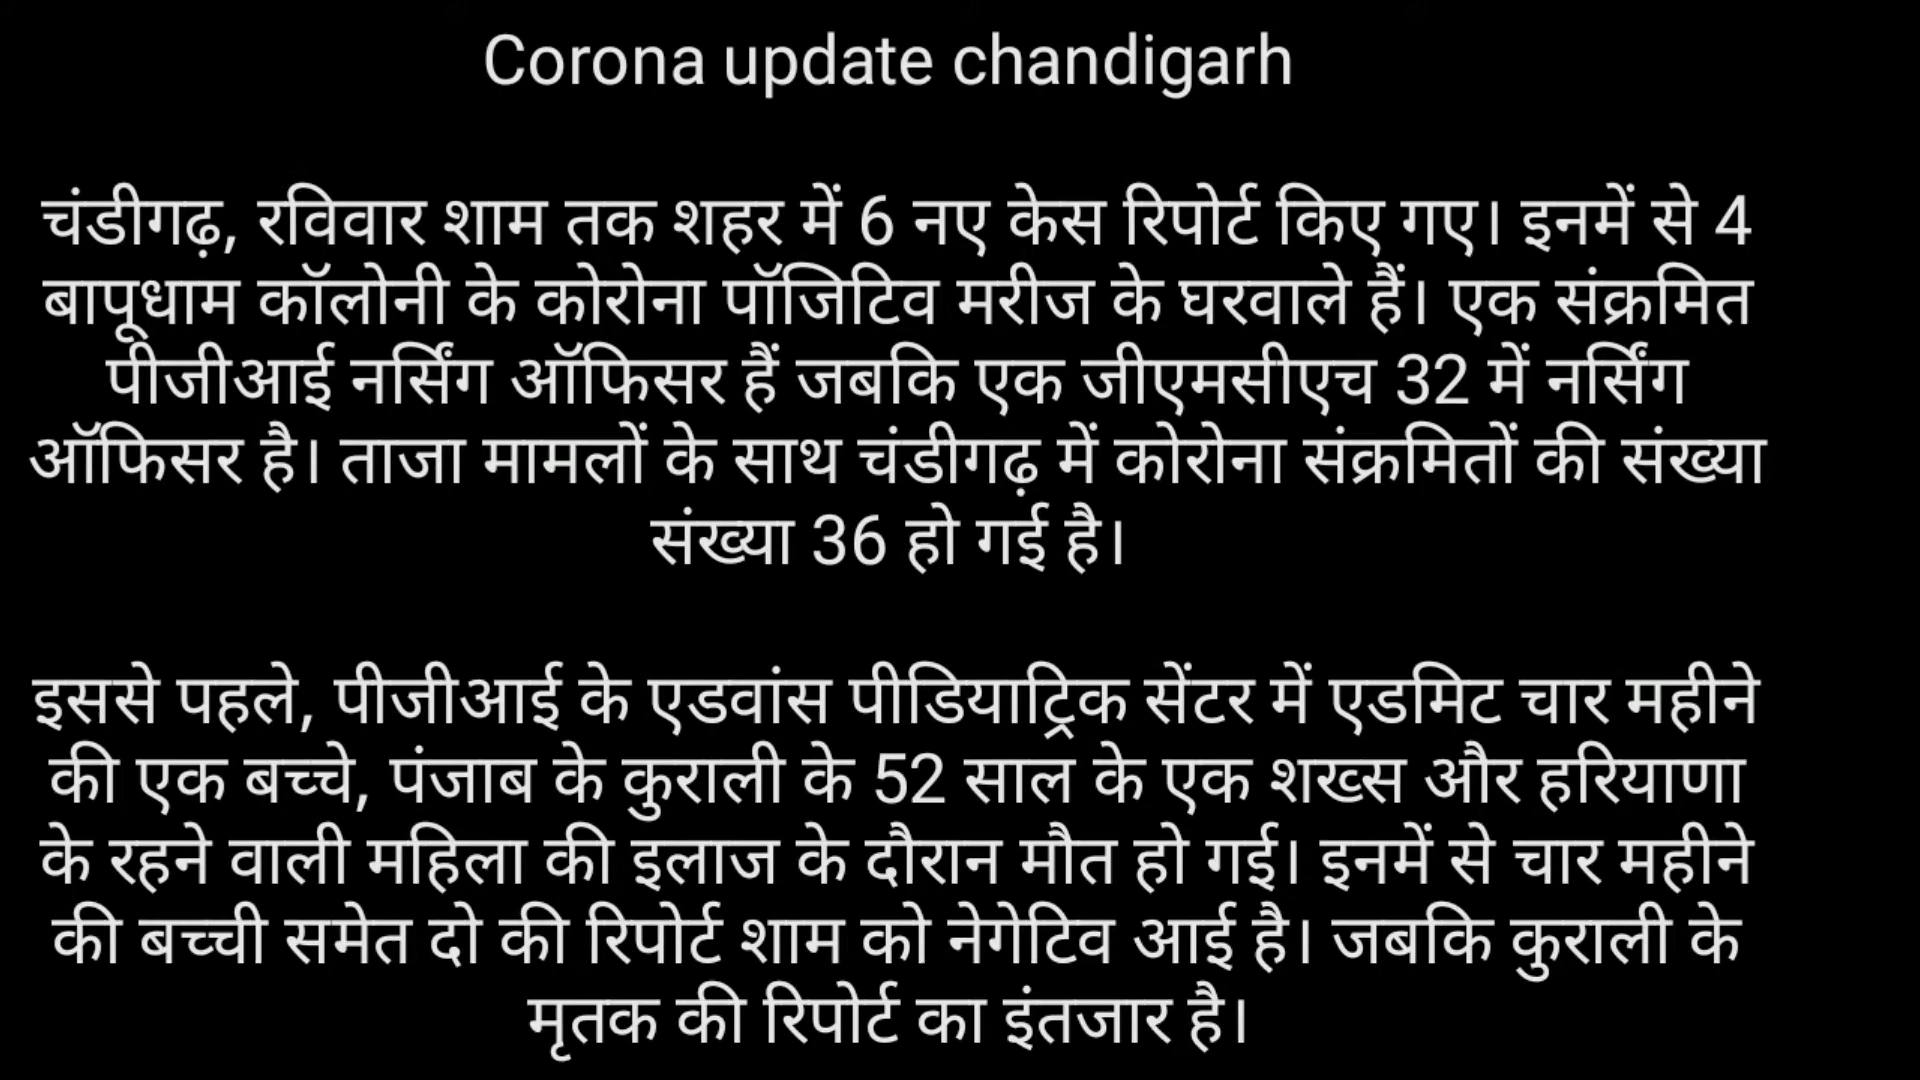 Corona update chandigarh
चंडीगढ़, रविवार शाम तक शहर में 6 नए केस रिपोर्ट किए गए। इनमें से 4
बापूधाम कॉलोनी के कोरोना पॉजिटिव मरीज के घरवाले हैं। एक संक्रमित
पीजीआई नर्सिंग ऑफिसर हैं जबकि एक जीएमसीएच 32 में नर्सिंग
ऑफिसर है। ताजा मामलों के साथ चंडीगढ़ में कोरोना संक्रमितों की संख्या
संख्या 36 हो गई है।
इससे पहले, पीजीआई के एडवांस पीडियाट्रिक सेंटर में एडमिट चार महीने
की एक बच्चे, पंजाब के कुराली के 52 साल के एक शख्स और हरियाणा
के रहने वाली महिला की इलाज के दौरान मौत हो गई। इनमें से चार महीने
की बच्ची समेत दो की रिपोर्ट शाम को नेगेटिव आई है। जबकि कुराली के
मृतक की रिपोर्ट का इंतजार है।